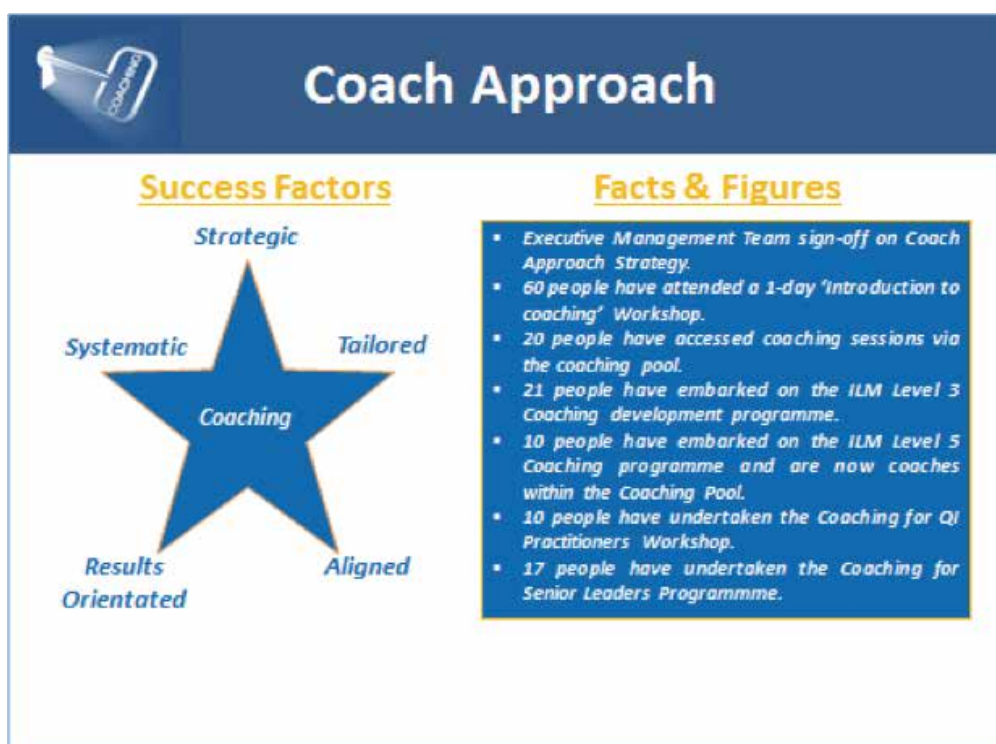 COACHING
Coach Approach
Success Factors
Strategic
Systematic
Tailored
Coaching
Results
Orientated
Aligned
Facts & Figures
▪ Executive Management Team sign-off on Coach
Approach Strategy.
▪ 60 people have attended a 1-day ‘Introduction to
coaching’ Workshop.
▪ 20 people have accessed coaching sessions via
the coaching pool.
▪ 21 people have embarked on the ILM Level 3
Coaching development programme.
▪ 10 people have embarked on the ILM Level 5
Coaching programme and are now coaches
within the Coaching Pool.
▪ 10 people have undertaken the Coaching for QI
Practitioners Workshop.
▪ 17 people have undertaken the Coaching for
Senior Leaders Programmme.